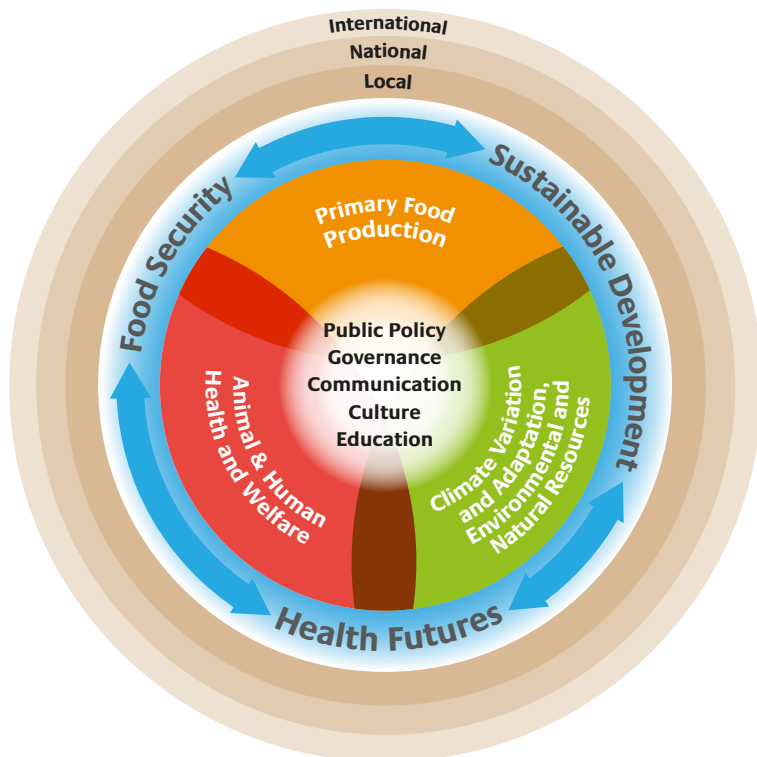 International
National
Local
Food Security
Sustainable Development
Primary Food
Production
Public Policy
Governance
Communication
Culture
Education
Animal & Human
Health and Welfare
Climate Variation
and Adaptation,
Environmental and
Natural Resources
Health Futures